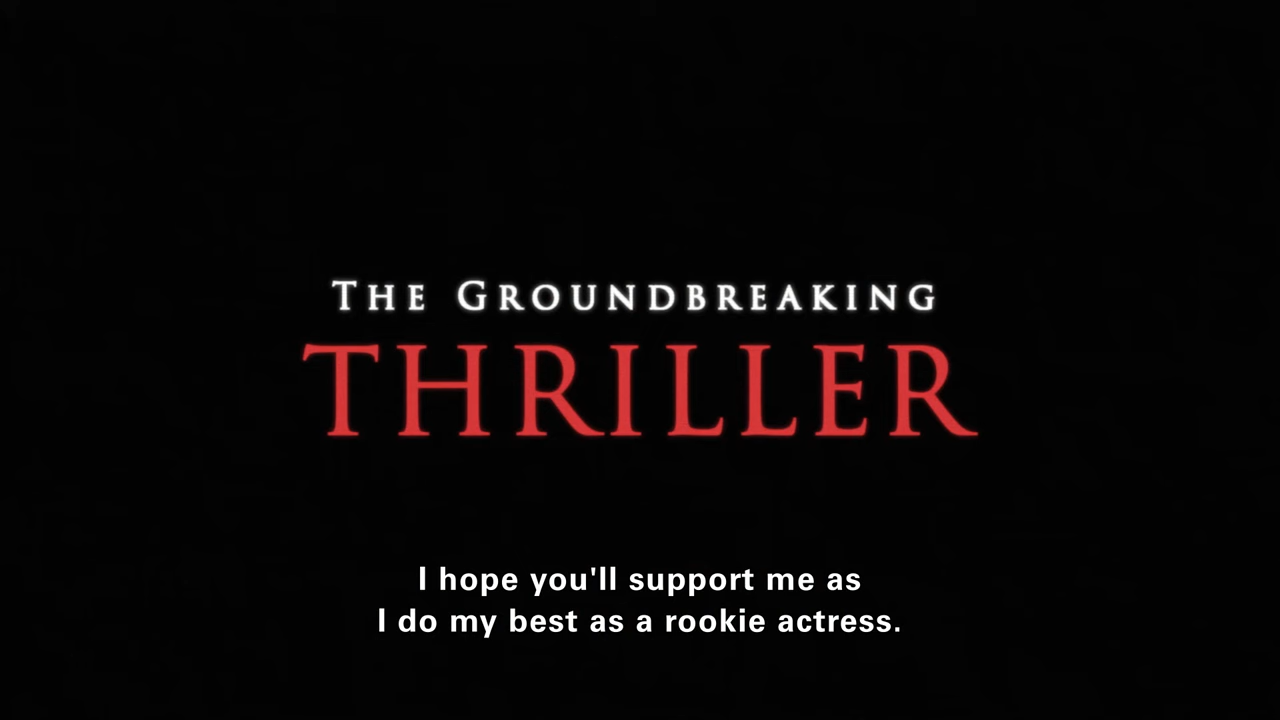 The Groundbreaking
THRILLER
I hope you'll support me as
I do my best as a rookie actress.